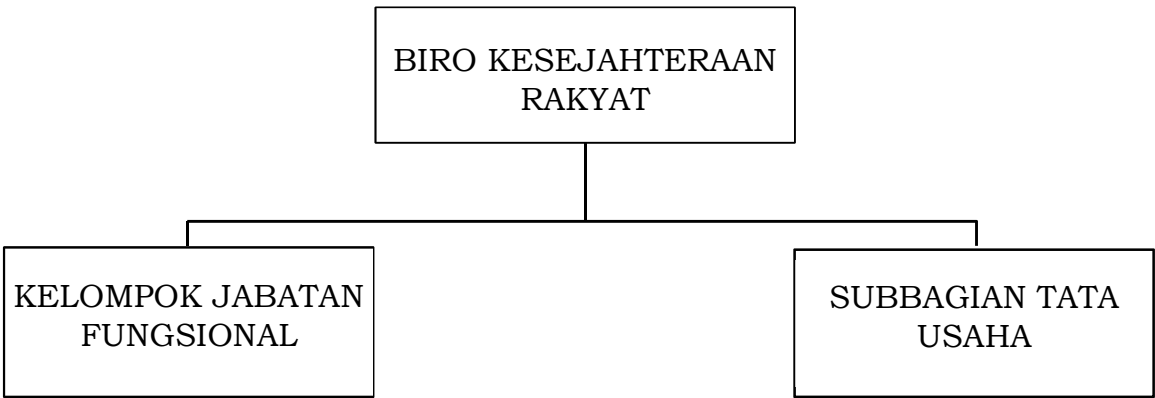 BIRO KESEJAHTERAAN
RAKYAT
KELOMPOK JABATAN
FUNGSIONAL
SUBBAGIAN TATA
USAHA